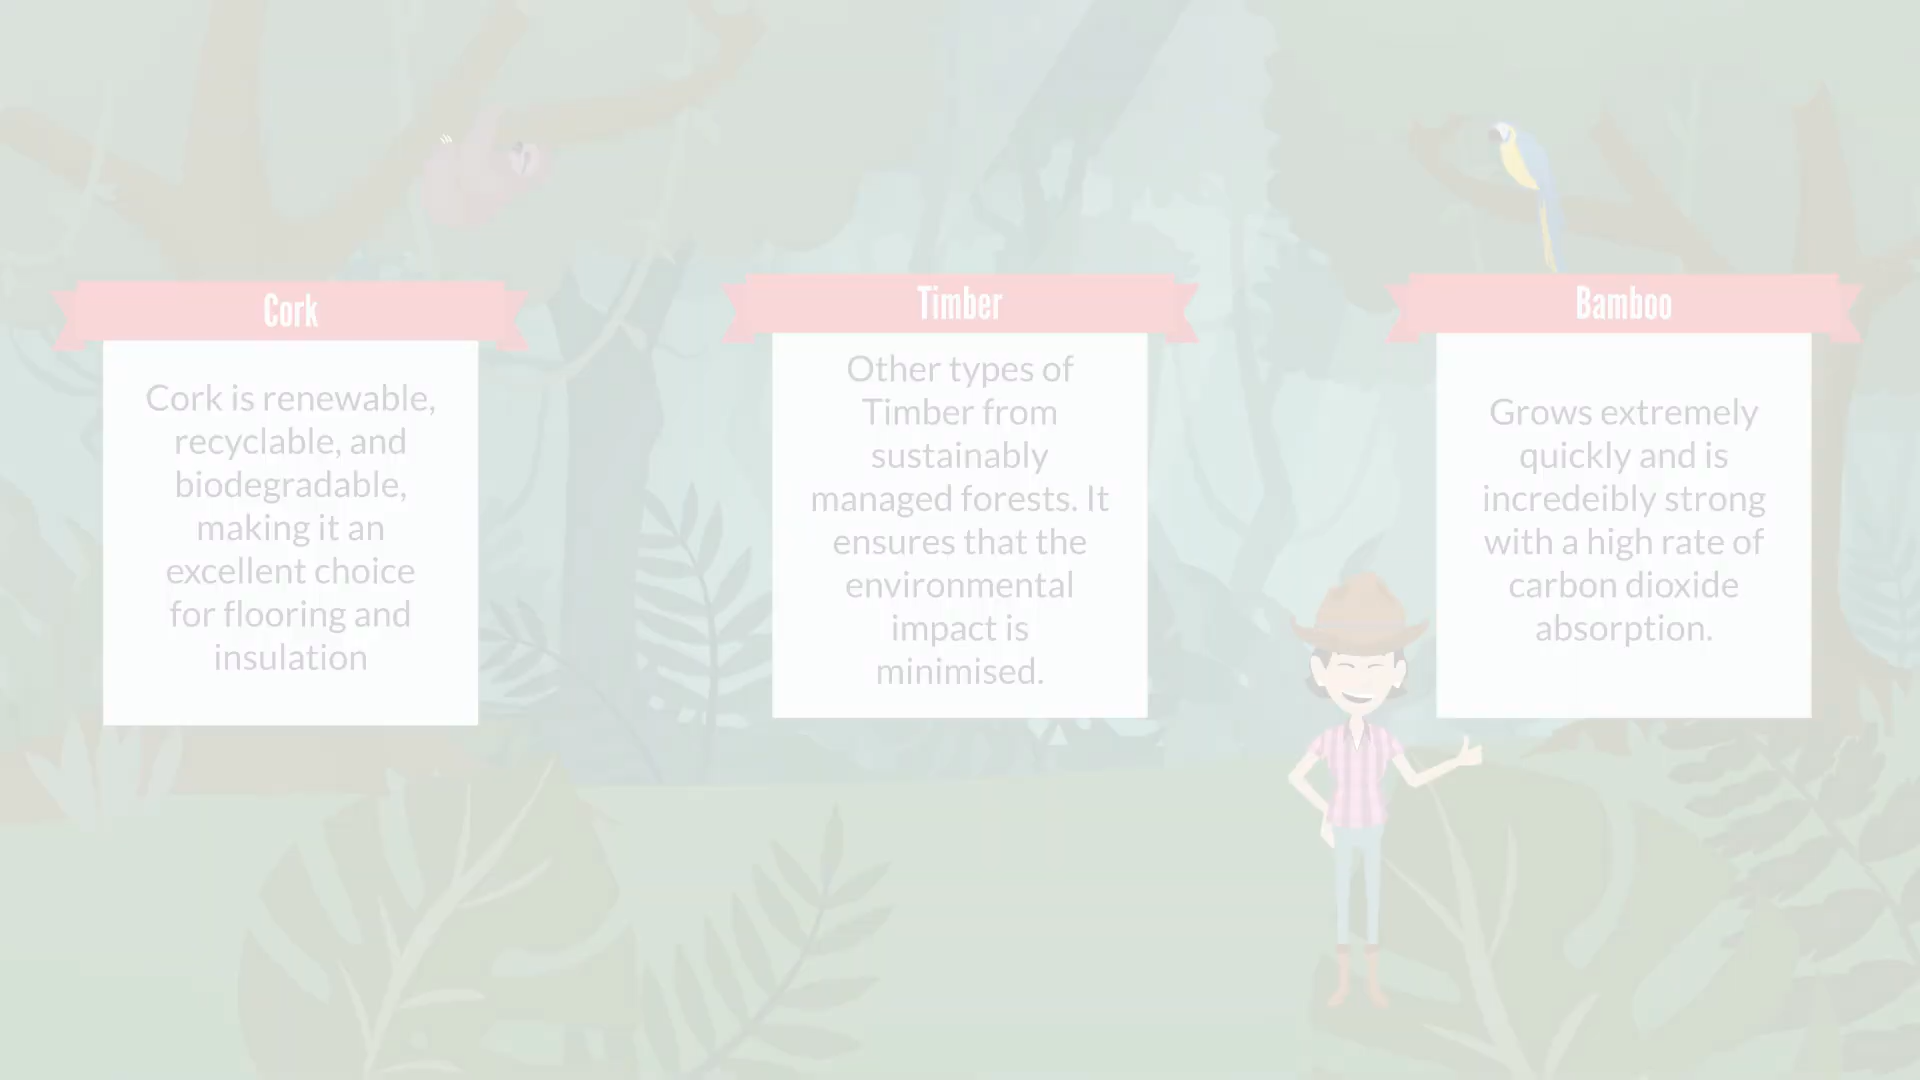 Cork
Cork is renewable,
recyclable, and
biodegradable,
making it an
excellent choice
for flooring and
insulation
Timber
Other types of
Timber from
sustainably
managed forests. It
ensures that the
environmental
impact is
minimised.
Bamboo
Grows extremely
quickly and is
incredeibly strong
with a high rate of
carbon dioxide
absorption.